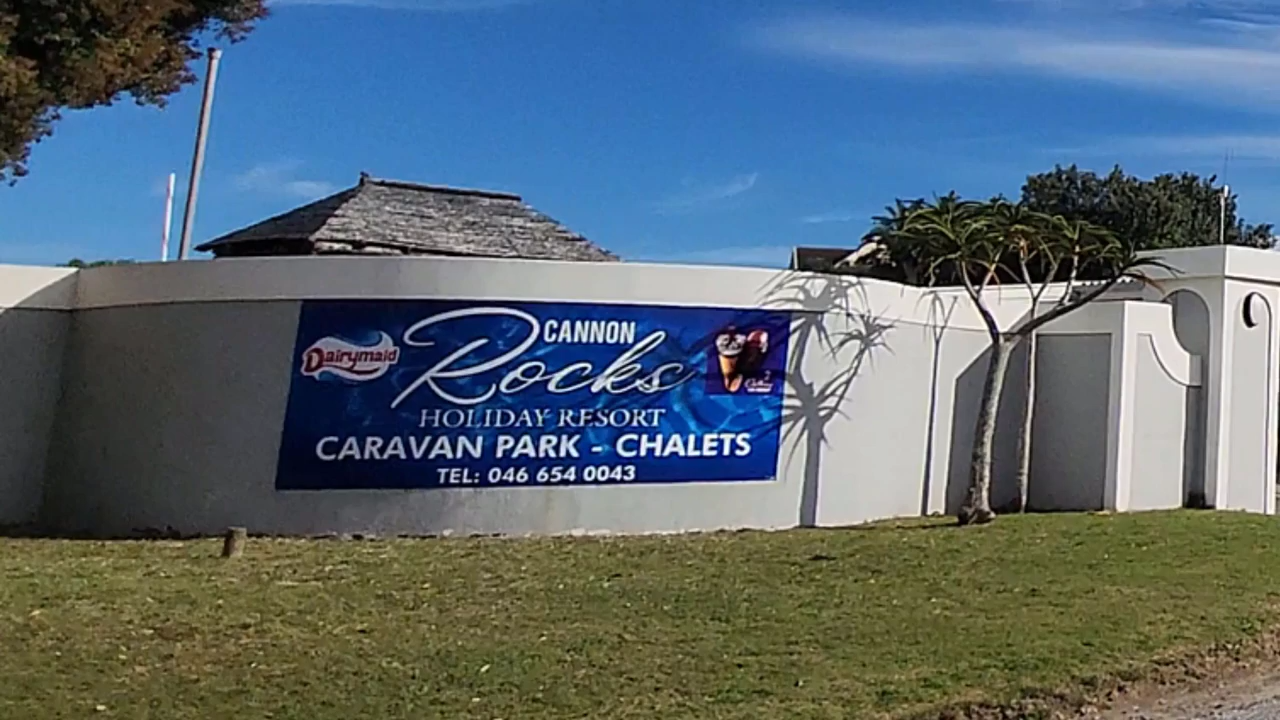 Dairymaid
CANNON
Rocks
HOLIDAY RESORT
CARAVAN PARK - CHALETS
TEL: 046 654 0043